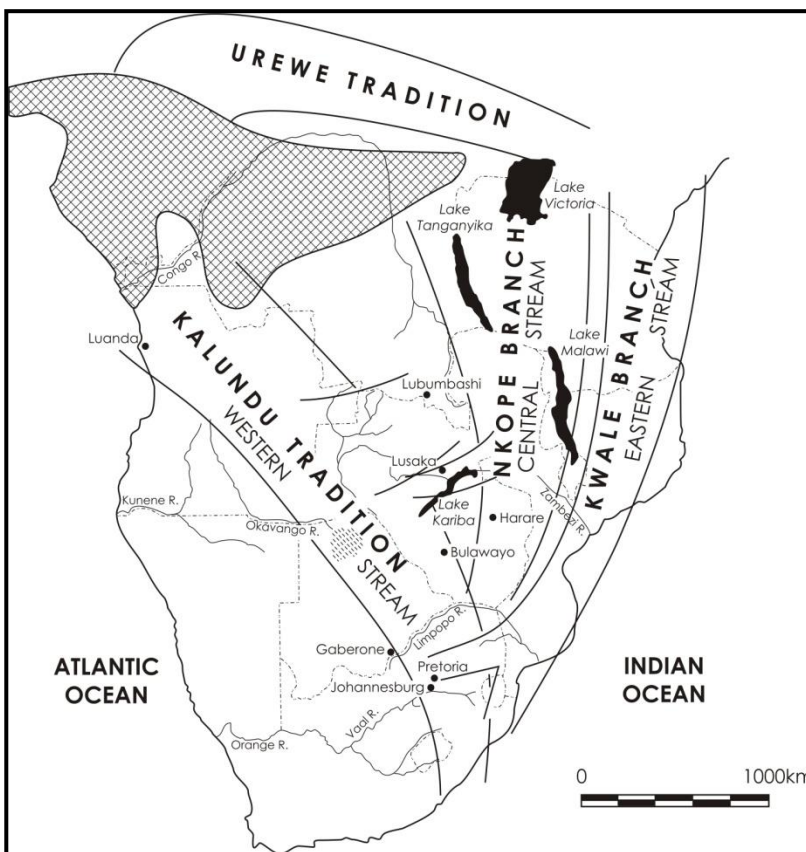 UREWE TRADITION
Lake
Victoria
Lake
Tanganyika
Congo R.
NKOPE BRANCH
CENTRAL STREAM
KWALE BRANCH
EASTERN STREAM
Luanda
KALUNDU TRADITION
WESTERN STREAM
Lake
Malawi
Lubumbashi
Lusaka
Lake
Kariba
Zambezi R.
Kunene R.
Okavango R.
Harare
Bulawayo
Limpopo R.
Gaberone
Pretoria
Johannesburg
Vaal R.
Orange R.
ATLANTIC
OCEAN
INDIAN
OCEAN
0 1000km